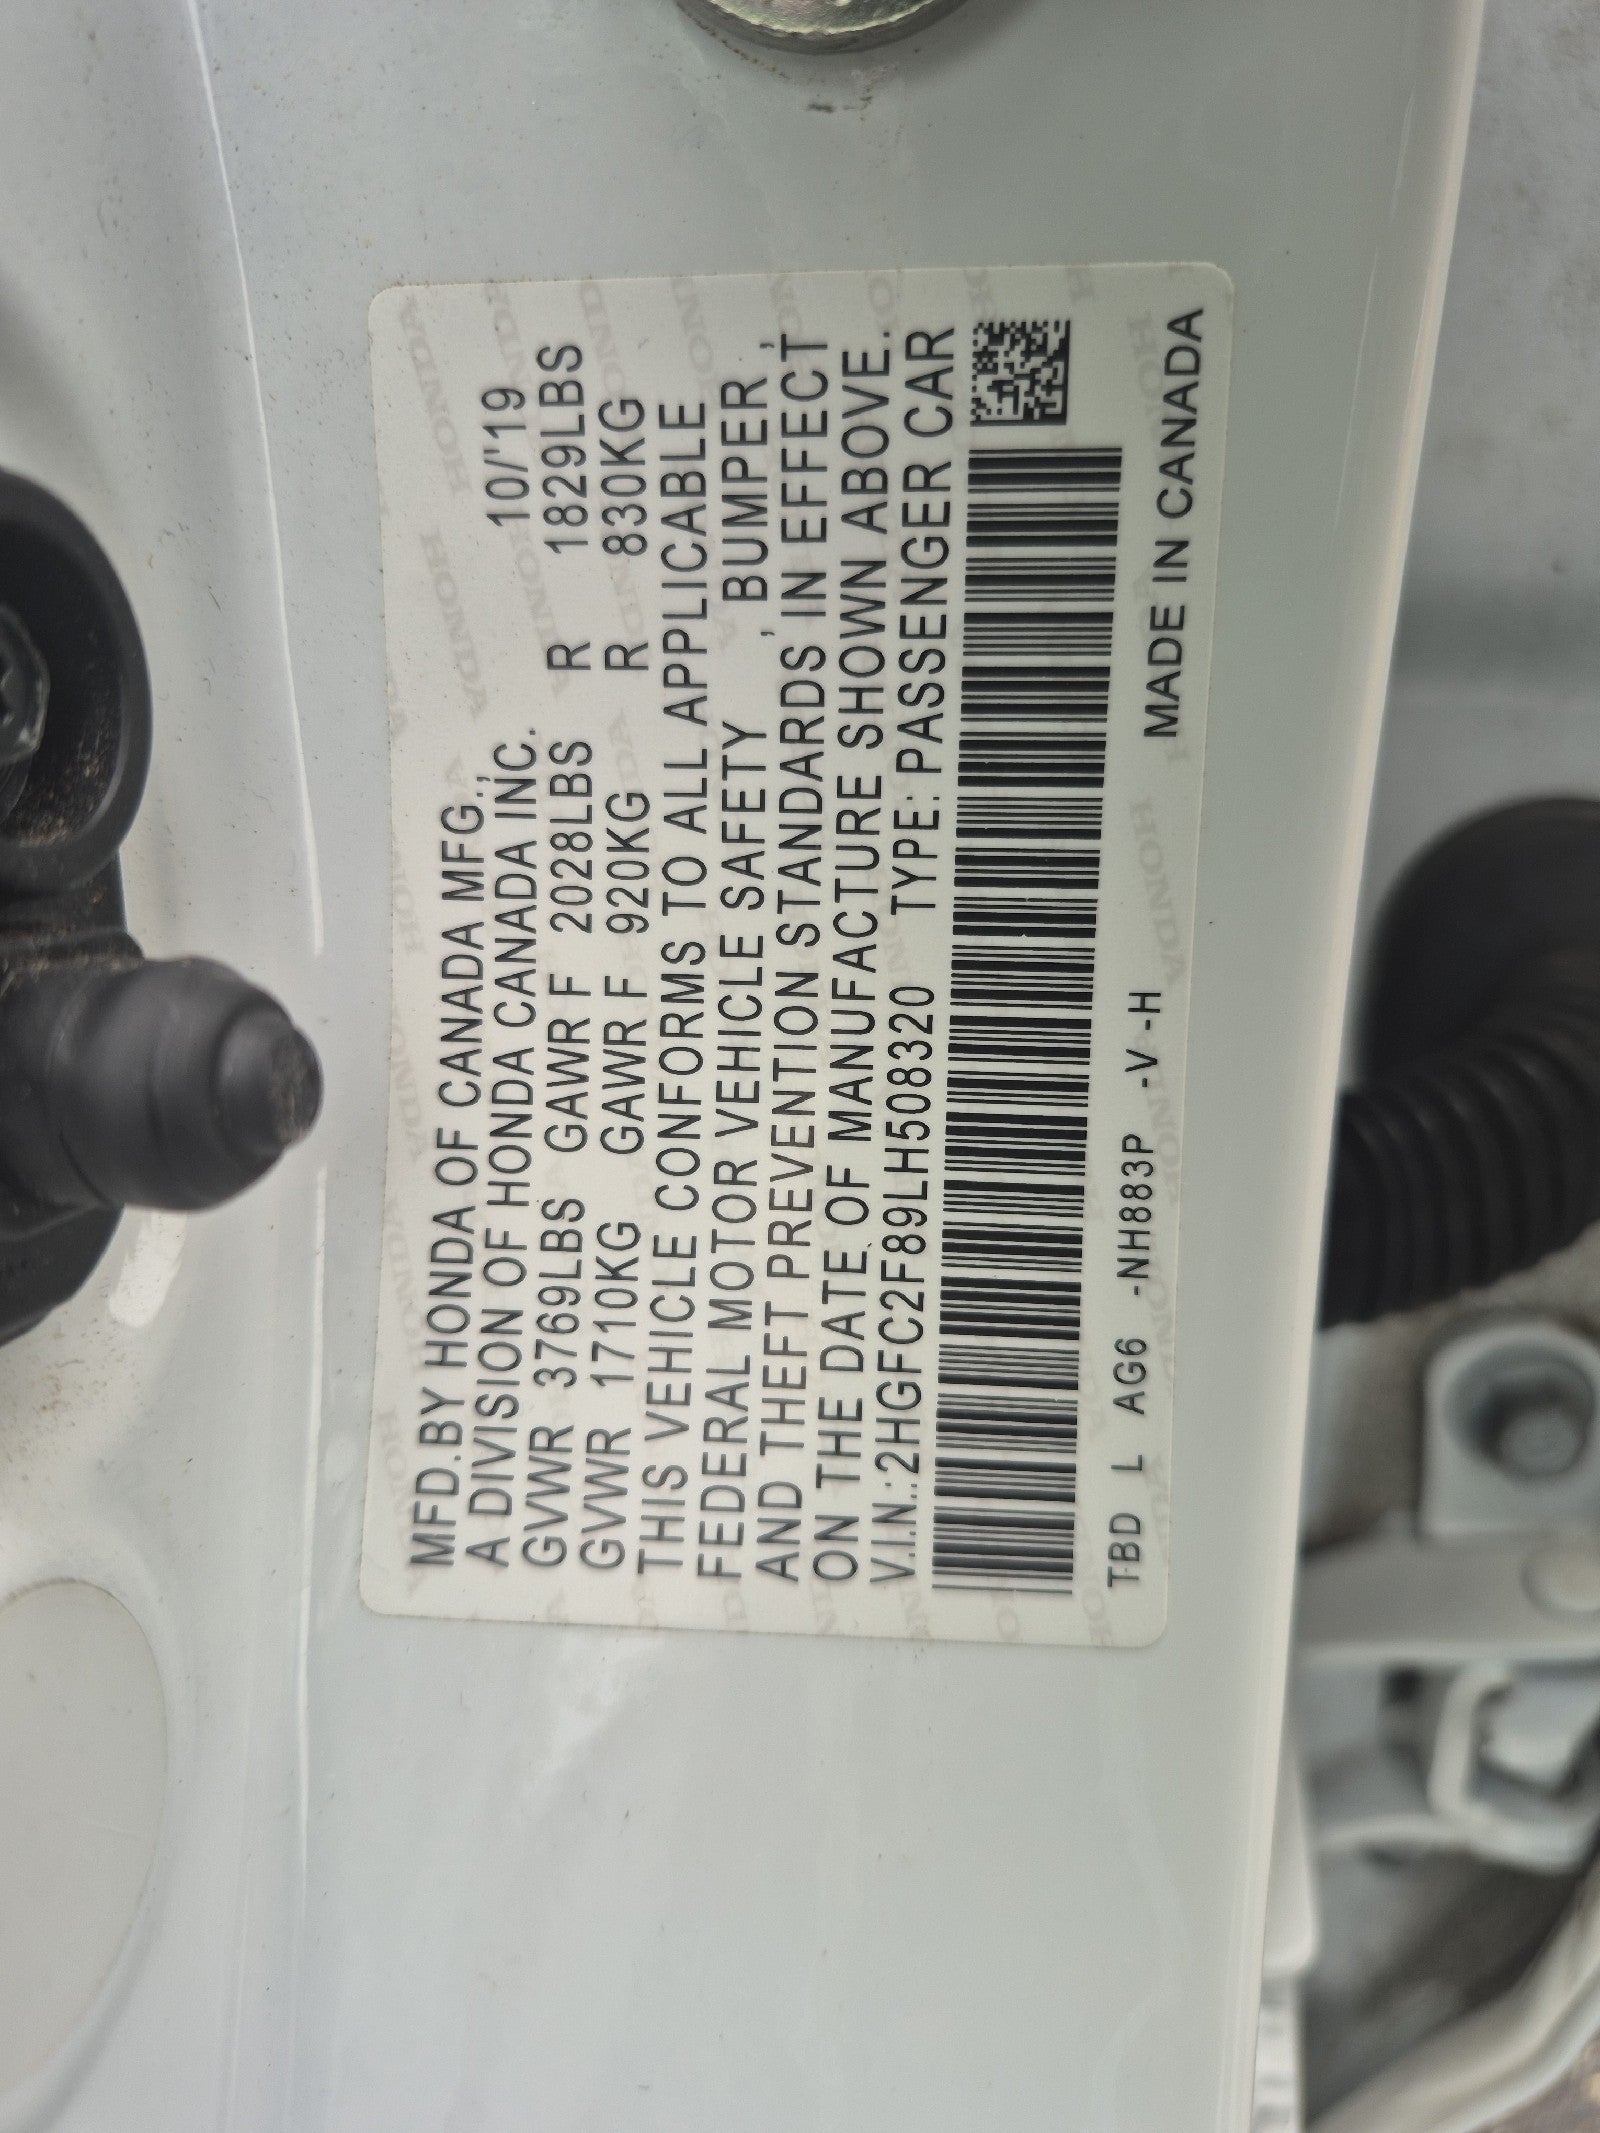 MFD.BY HONDA OF CANADA MFG.,
A DIVISION OF HONDA CANADA INC. 10/'19
GVWR 3769LBS GAWR F 2028LBS R 1829LBS
GVWR 1710KG GAWR F 920KG R 830KG
THIS VEHICLE CONFORMS TO ALL APPLICABLE
FEDERAL MOTOR VEHICLE SAFETY , BUMPER ,
AND THEFT PREVENTION STANDARDS IN EFFECT
ON THE DATE OF MANUFACTURE SHOWN ABOVE.
V.I.N.:2HGFC2F89LH508320 TYPE: PASSENGER CAR
TBD L AG6 -NH883P -V -H MADE IN CANADA